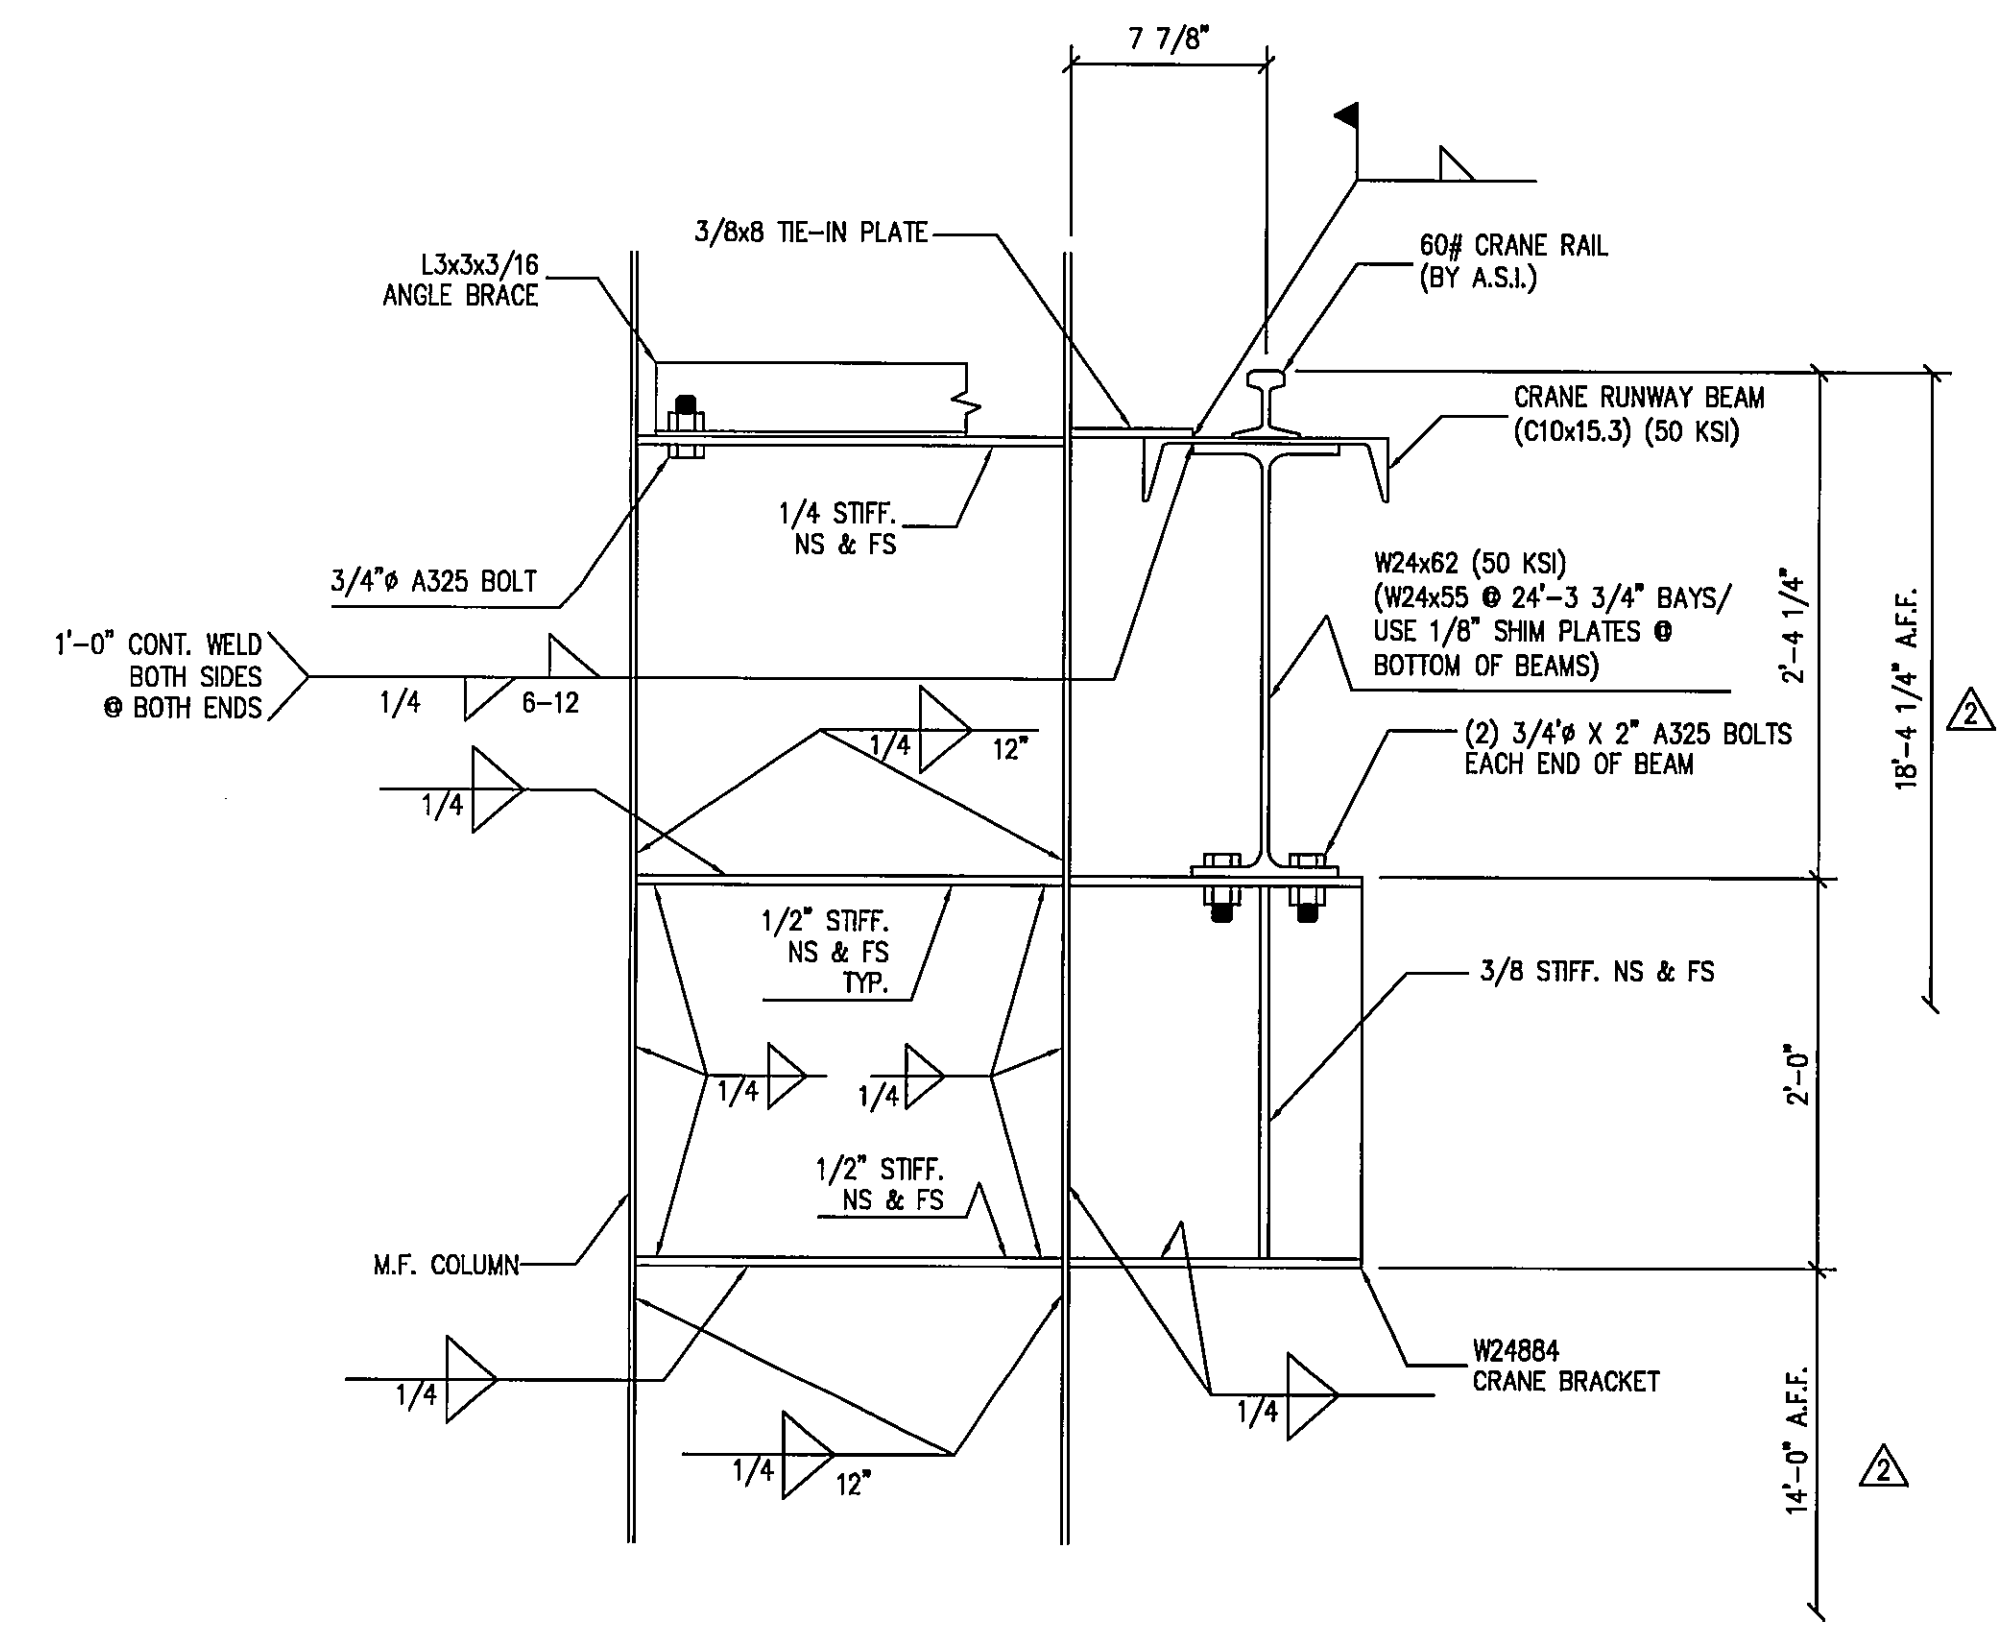 7 7/8"
3/8x8 TIE-IN PLATE
L3x3x3/16
ANGLE BRACE
60# CRANE RAIL
(BY A.S.I.)
CRANE RUNWAY BEAM
(C10x15.3) (50 KSI)
1/4 STIFF.
NS & FS
3/4"ø A325 BOLT
W24x62 (50 KSI)
(W24x55 @ 24'-3 3/4" BAYS/
USE 1/8" SHIM PLATES @
BOTTOM OF BEAMS)
2'-4 1/4"
18'-4 1/4" A.F.F.
2
1'-0" CONT. WELD
BOTH SIDES
@ BOTH ENDS
1/4
6-12
1/4
12"
(2) 3/4'ø X 2" A325 BOLTS
EACH END OF BEAM
1/4
1/2" STIFF.
NS & FS
TYP.
3/8 STIFF. NS & FS
2'-0"
1/4
1/4
1/2" STIFF.
NS & FS
M.F. COLUMN
W24884
CRANE BRACKET
1/4
1/4
1/4
12"
14'-0" A.F.F.
2